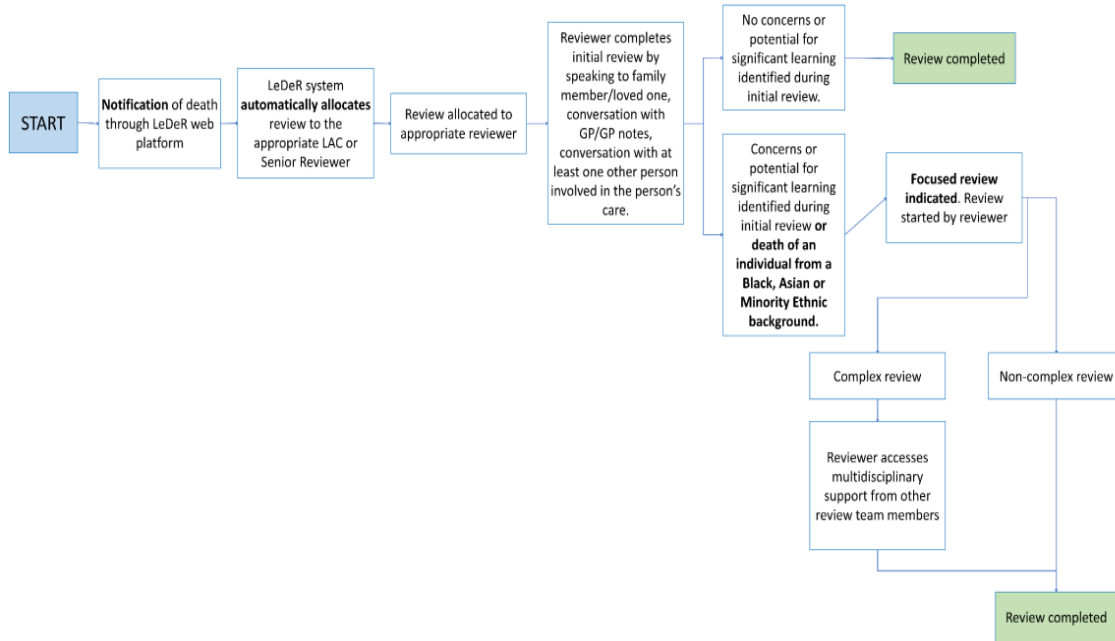 START
Notification of death
through LeDeR web
platform
LeDeR system
automatically allocates
review to the
appropriate LAC or
Senior Reviewer
Review allocated to
appropriate reviewer
Reviewer completes
initial review by
speaking to family
member/loved one,
conversation with
GP/GP notes,
conversation with at
least one other person
involved in the person's
care.
No concerns or
potential for
significant learning
identified during
initial review.
Review completed
Concerns or
potential for
significant learning
identified during
initial review or
death of an
individual from a
Black, Asian or
Minority Ethnic
background.
Focused review
indicated. Review
started by reviewer
Complex review
Non-complex review
Reviewer accesses
multidisciplinary
support from other
review team members
Review completed